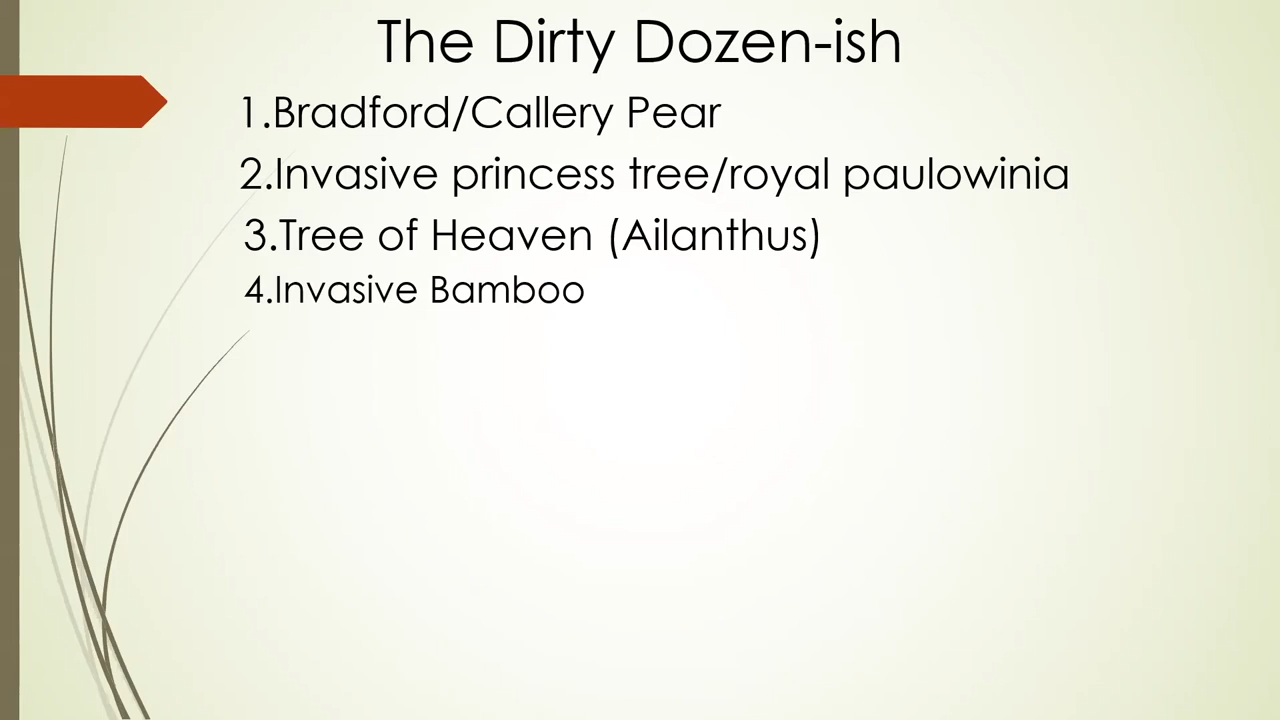 The Dirty Dozen-ish
1.Bradford/Callery Pear
2.Invasive princess tree/royal paulowinia
3.Tree of Heaven (Ailanthus)
4.Invasive Bamboo